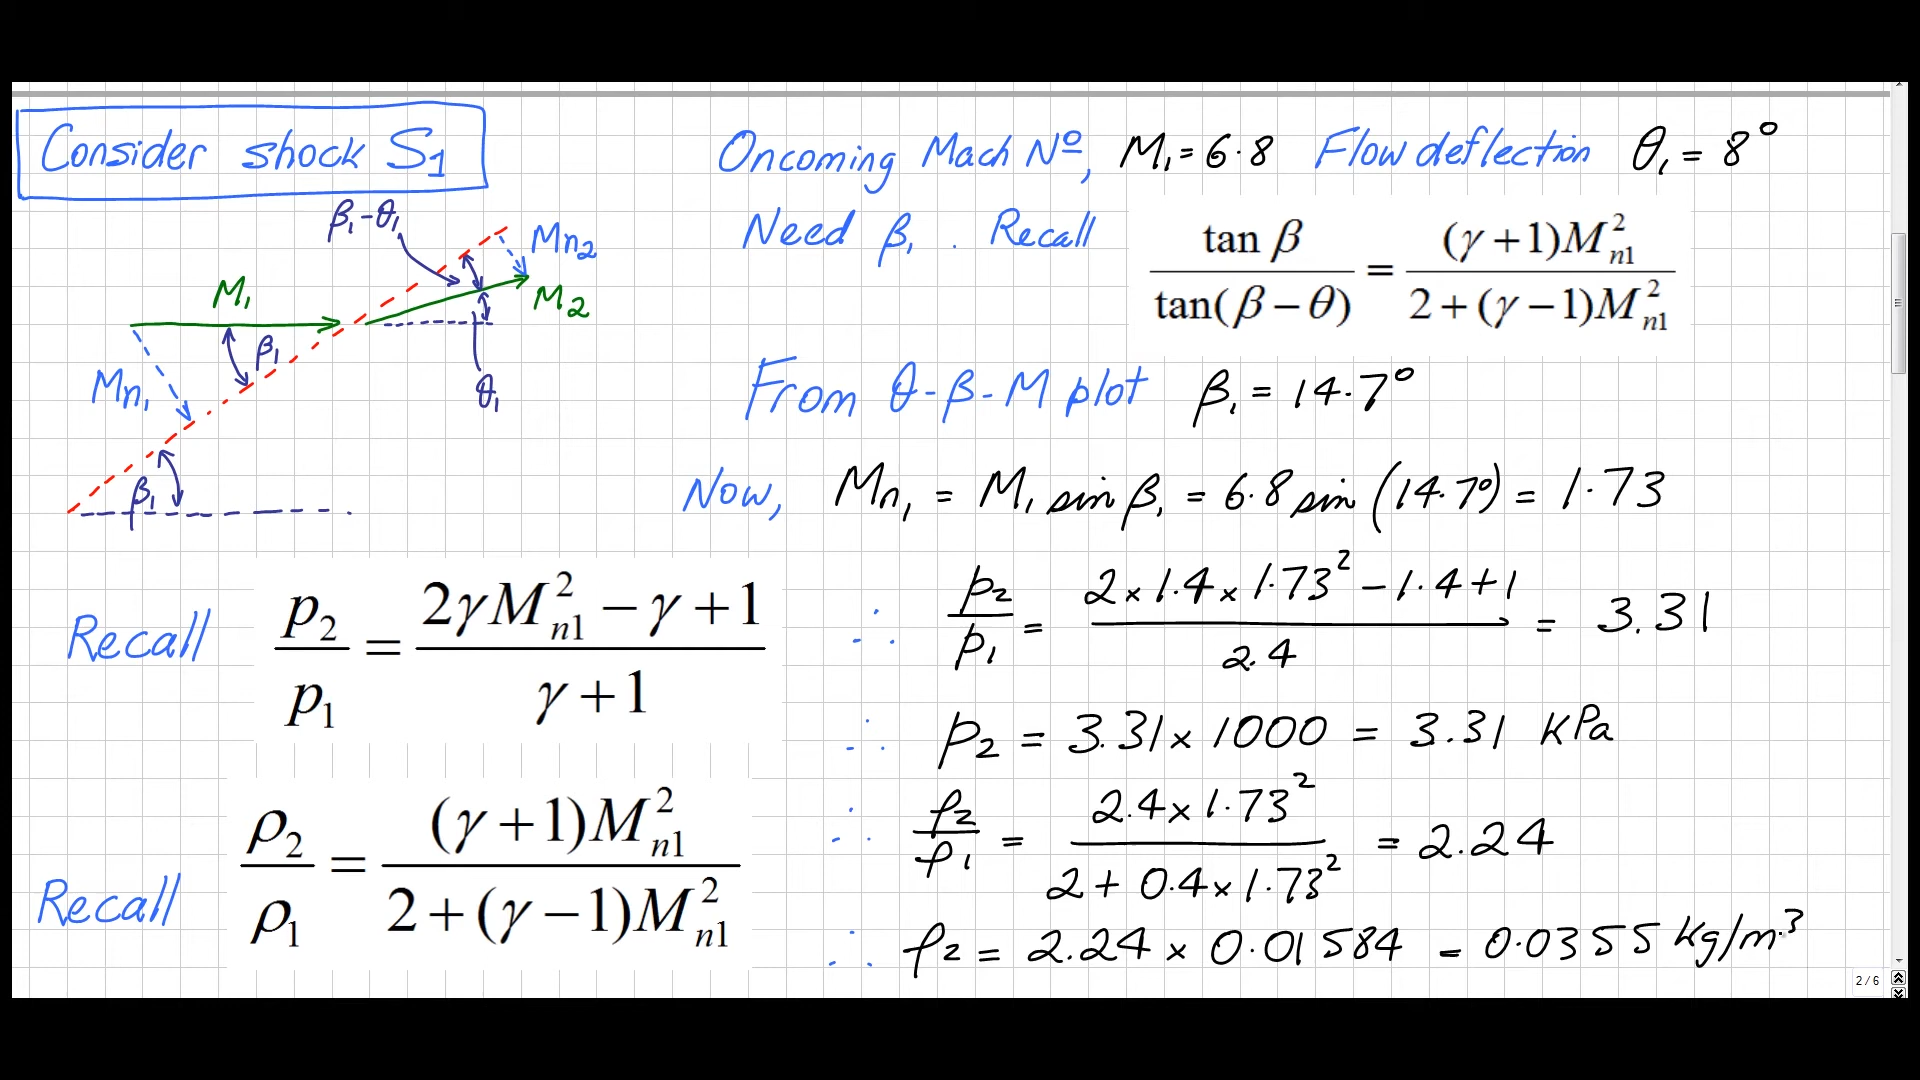 Consider shock S1
Oncoming Mach Nº, M1 = 6.8 Flow deflection θ1 = 8°
Need β1 . Recall tan β / tan(β − θ) = (γ + 1)M²n1 / 2 + (γ − 1)M²n1
β1-θ1
Mn2
M1
M2
β1
Mn1
θ1
β1
From θ-β-M plot β1 = 14.7°
Now, Mn1 = M1 sin β1 = 6.8 sin (14.7°) = 1.73
Recall p2 / p1 = 2γM²n1 − γ + 1 / γ + 1
∴ p2 / p1 = 2 × 1.4 × 1.73² − 1.4 + 1 / 2.4 = 3.31
∴ p2 = 3.31 × 1000 = 3.31 kPa
Recall ρ2 / ρ1 = (γ + 1)M²n1 / 2 + (γ − 1)M²n1
∴ ρ2 / ρ1 = 2.4 × 1.73² / 2 + 0.4 × 1.73² = 2.24
∴ ρ2 = 2.24 × 0.01584 = 0.0355 kg/m³
2 / 6